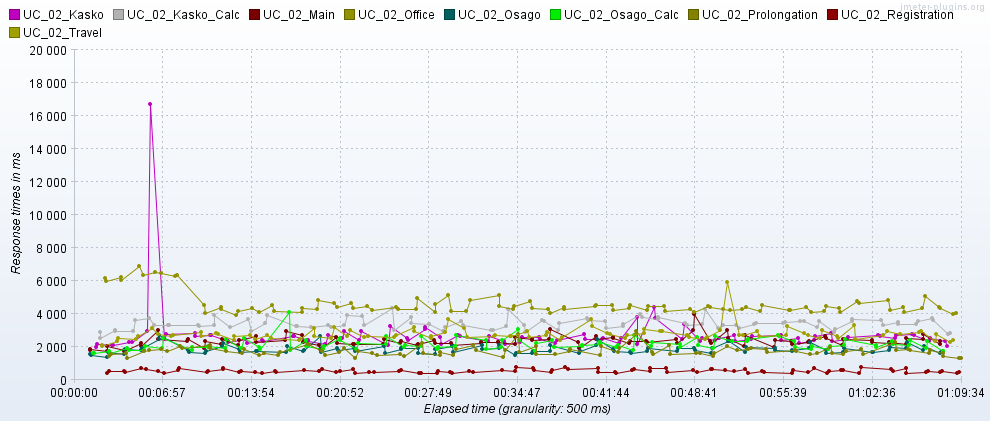 UC_02_Kasko UC_02_Kasko_Calc UC_02_Main UC_02_Office UC_02_Osago UC_02_Osago_Calc UC_02_Prolongation UC_02_Registration
jmeter-plugins.org
UC_02_Travel
20 000
18 000
16 000
14 000
12 000
10 000
8 000
6 000
4 000
2 000
0
Response times in ms
00:00:00 00:06:57 00:13:54 00:20:52 00:27:49 00:34:47 00:41:44 00:48:41 00:55:39 01:02:36 01:09:34
Elapsed time (granularity: 500 ms)